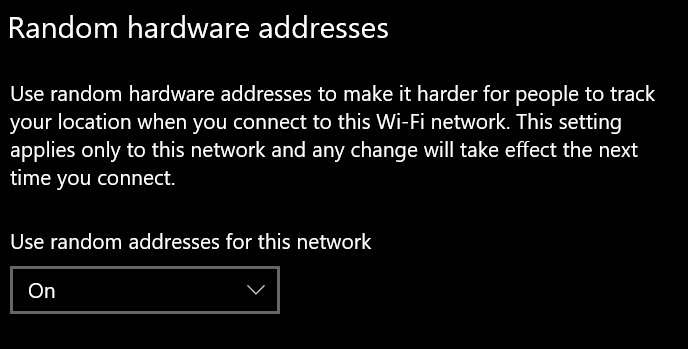 Random hardware addresses
Use random hardware addresses to make it harder for people to track
your location when you connect to this Wi-Fi network. This setting
applies only to this network and any change will take effect the next
time you connect.
Use random addresses for this network
On